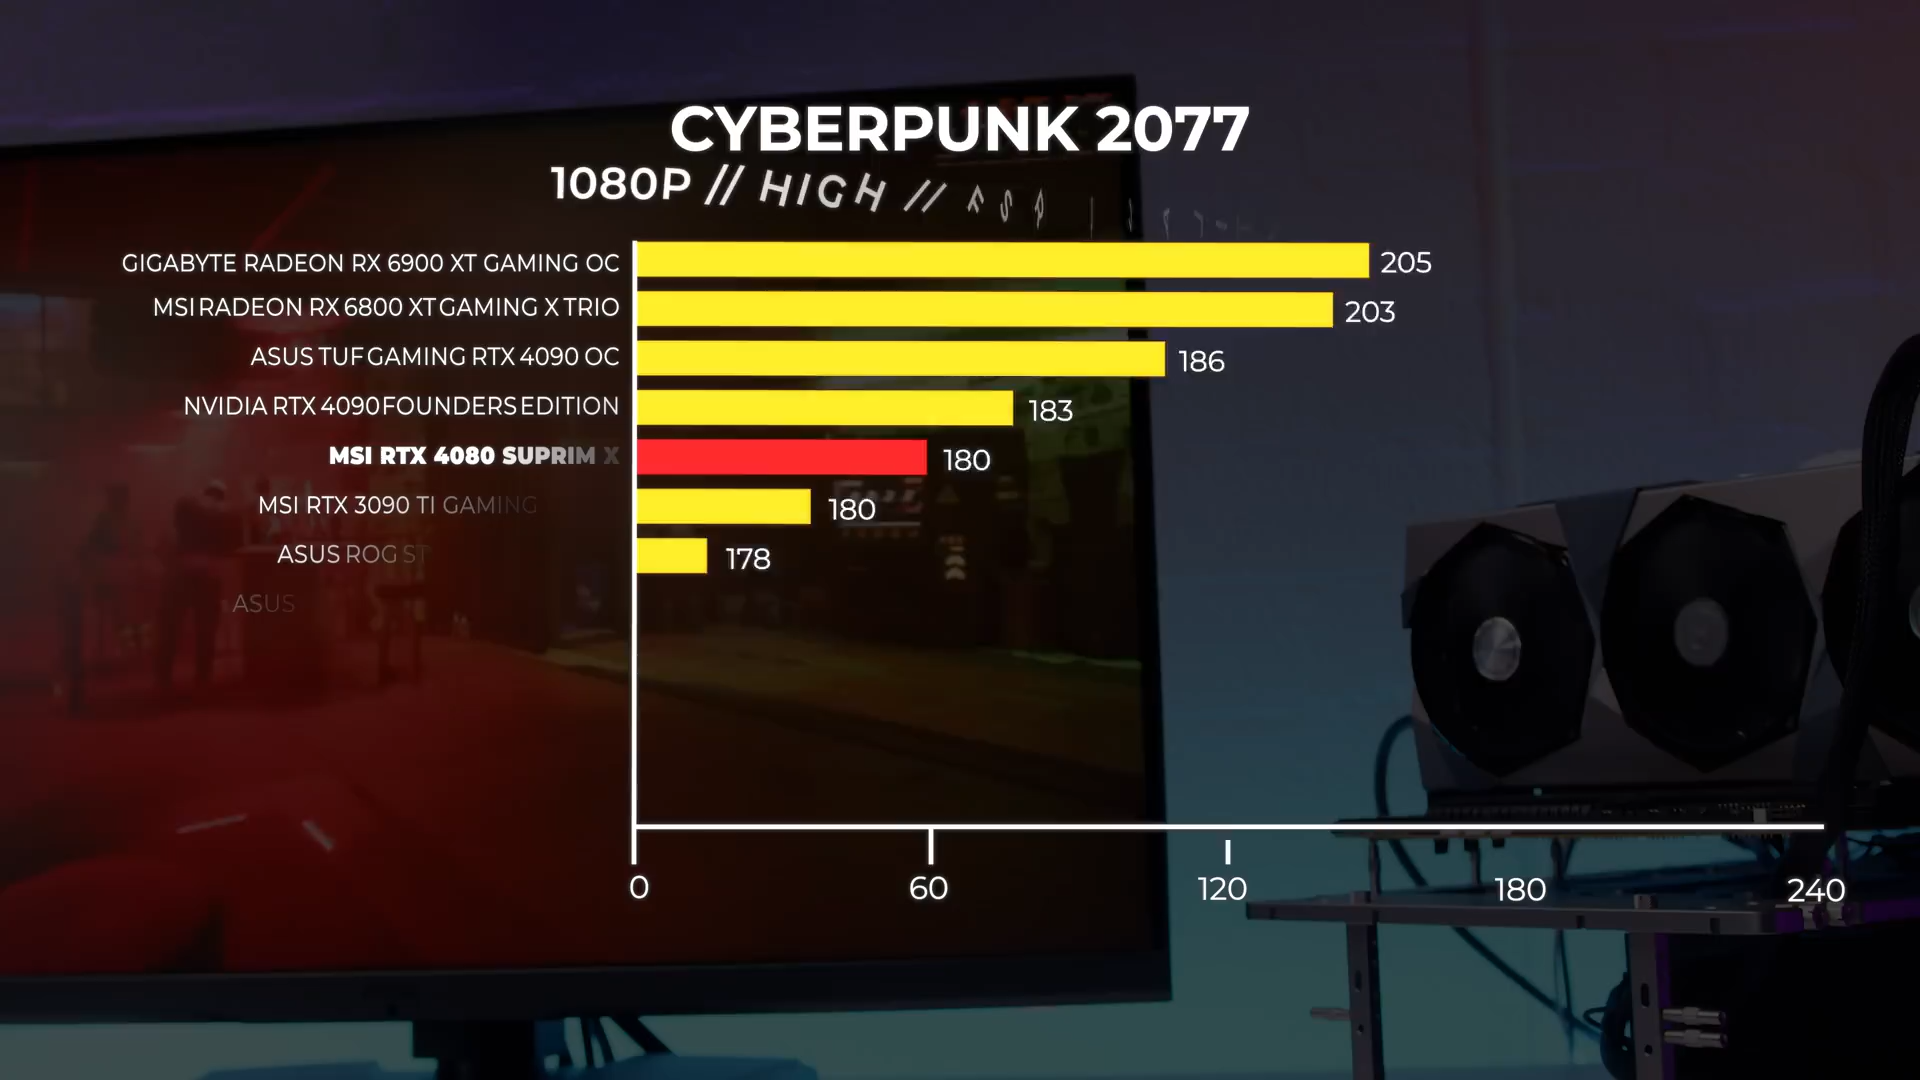 CYBERPUNK 2077
1080P // HIGH //
GIGABYTE RADEON RX 6900 XT GAMING OC 205
MSI RADEON RX 6800 XT GAMING X TRIO 203
ASUS TUF GAMING RTX 4090 OC 186
NVIDIA RTX 4090 FOUNDERS EDITION 183
MSI RTX 4080 SUPRIM X 180
MSI RTX 3090 TI GAMING 180
ASUS ROG ST 178
ASUS
0 60 120 180 240